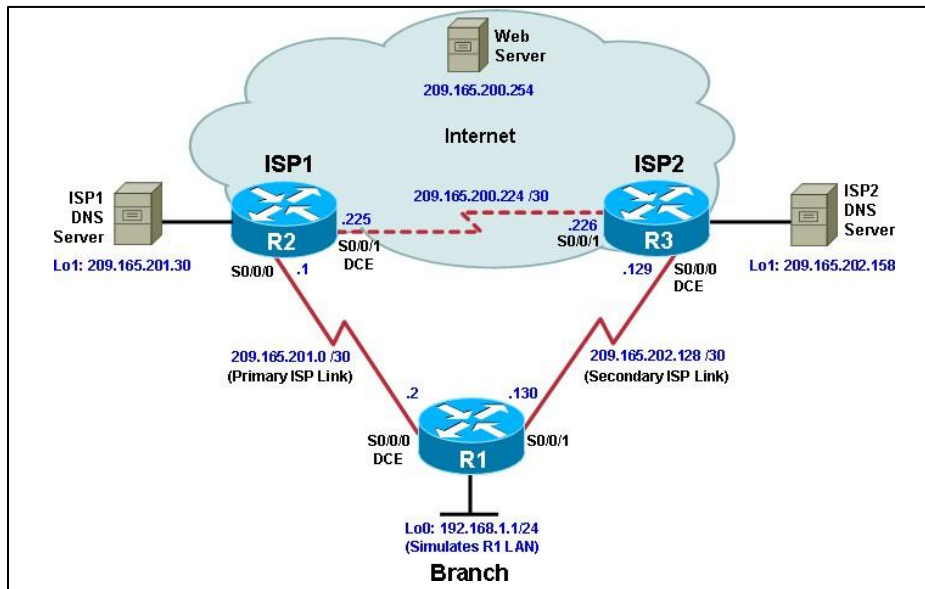 Web
Server
209.165.200.254
Internet
ISP1
ISP2
209.165.200.224 /30
ISP1
DNS
Server
ISP2
DNS
Server
.225
.226
R2
S0/0/1
DCE
S0/0/1
R3
Lo1: 209.165.201.30
S0/0/0
.1
.129
S0/0/0
DCE
Lo1: 209.165.202.158
209.165.201.0 /30
(Primary ISP Link)
209.165.202.128 /30
(Secondary ISP Link)
.2
.130
S0/0/0
DCE
R1
S0/0/1
Lo0: 192.168.1.1/24
(Simulates R1 LAN)
Branch